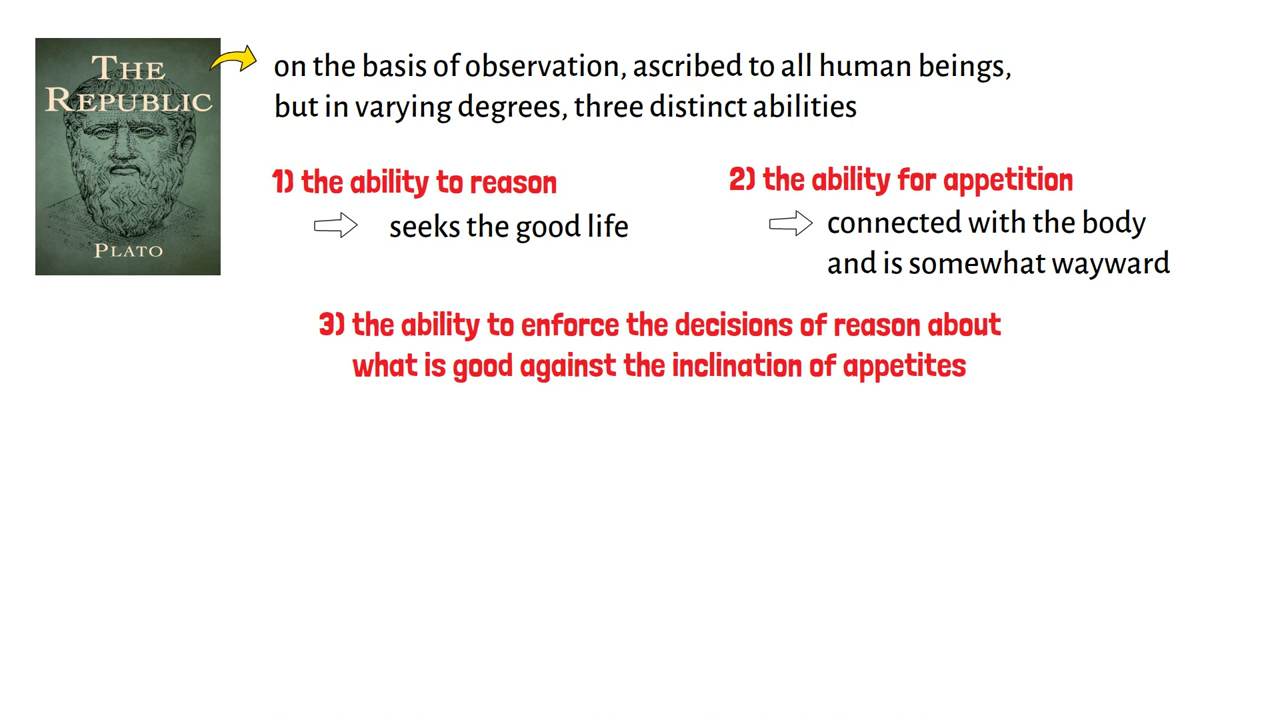 THE
REPUBLIC
PLATO
on the basis of observation, ascribed to all human beings,
but in varying degrees, three distinct abilities
1) the ability to reason
seeks the good life
2) the ability for appetition
connected with the body
and is somewhat wayward
3) the ability to enforce the decisions of reason about
what is good against the inclination of appetites